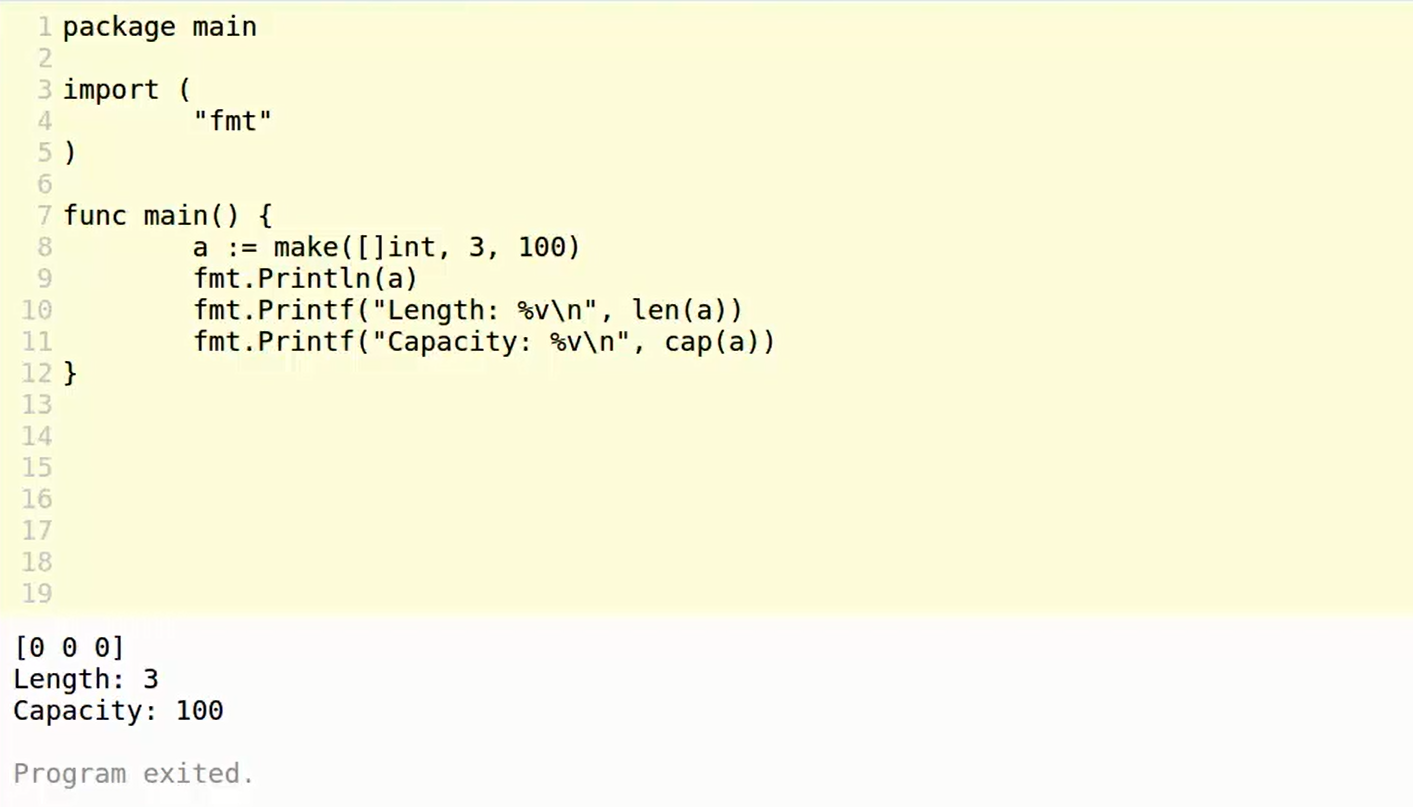 1 package main
2
3 import (
4         "fmt"
5 )
6
7 func main() {
8         a := make([]int, 3, 100)
9         fmt.Println(a)
10         fmt.Printf("Length: %v\n", len(a))
11         fmt.Printf("Capacity: %v\n", cap(a))
12 }
13
14
15
16
17
18
19
[0 0 0]
Length: 3
Capacity: 100
Program exited.